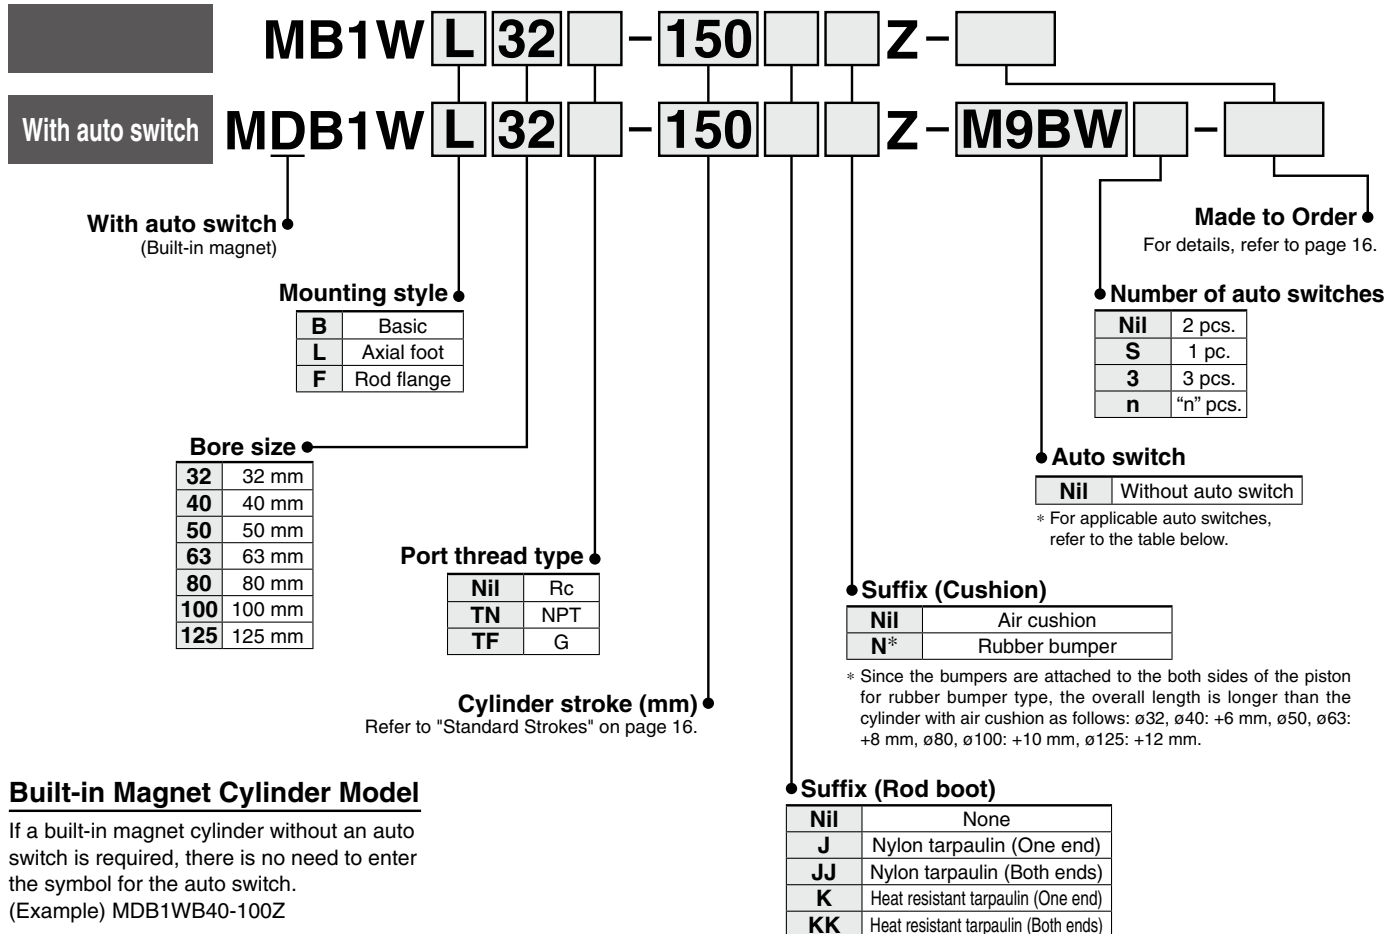 MB1W L 32 - 150 Z -
With auto switch MDB1W L 32 - 150 Z - M9BW -
With auto switch
(Built-in magnet)
Mounting style
B Basic
L Axial foot
F Rod flange
Bore size
32 32 mm
40 40 mm
50 50 mm
63 63 mm
80 80 mm
100 100 mm
125 125 mm
Port thread type
Nil Rc
TN NPT
TF G
Cylinder stroke (mm)
Refer to "Standard Strokes" on page 16.
Made to Order
For details, refer to page 16.
Number of auto switches
Nil 2 pcs.
S 1 pc.
3 3 pcs.
n “n” pcs.
Auto switch
Nil Without auto switch
* For applicable auto switches,
refer to the table below.
Suffix (Cushion)
Nil Air cushion
N* Rubber bumper
* Since the bumpers are attached to the both sides of the piston
for rubber bumper type, the overall length is longer than the
cylinder with air cushion as follows: ø32, ø40: +6 mm, ø50, ø63:
+8 mm, ø80, ø100: +10 mm, ø125: +12 mm.
Suffix (Rod boot)
Nil None
J Nylon tarpaulin (One end)
JJ Nylon tarpaulin (Both ends)
K Heat resistant tarpaulin (One end)
KK Heat resistant tarpaulin (Both ends)
Built-in Magnet Cylinder Model
If a built-in magnet cylinder without an auto
switch is required, there is no need to enter
the symbol for the auto switch.
(Example) MDB1WB40-100Z